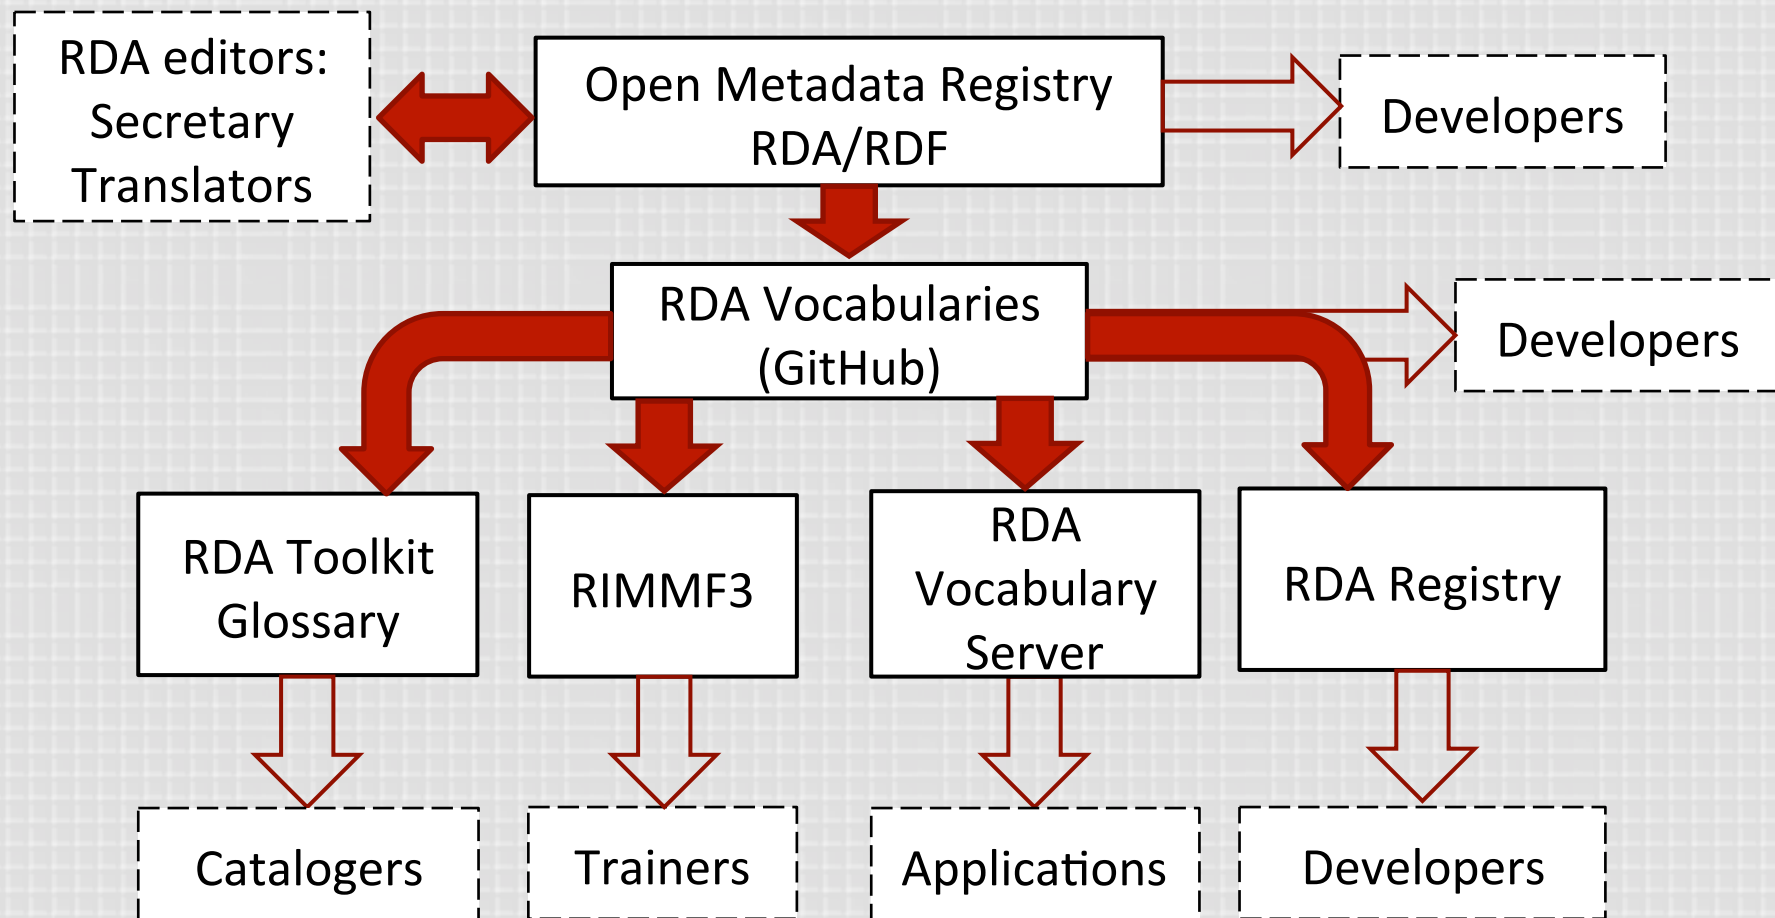 RDA editors:
Secretary
Translators
Open Metadata Registry
RDA/RDF
Developers
RDA Vocabularies
(GitHub)
Developers
RDA Toolkit
Glossary
RIMMF3
RDA
Vocabulary
Server
RDA Registry
Catalogers
Trainers
Applications
Developers